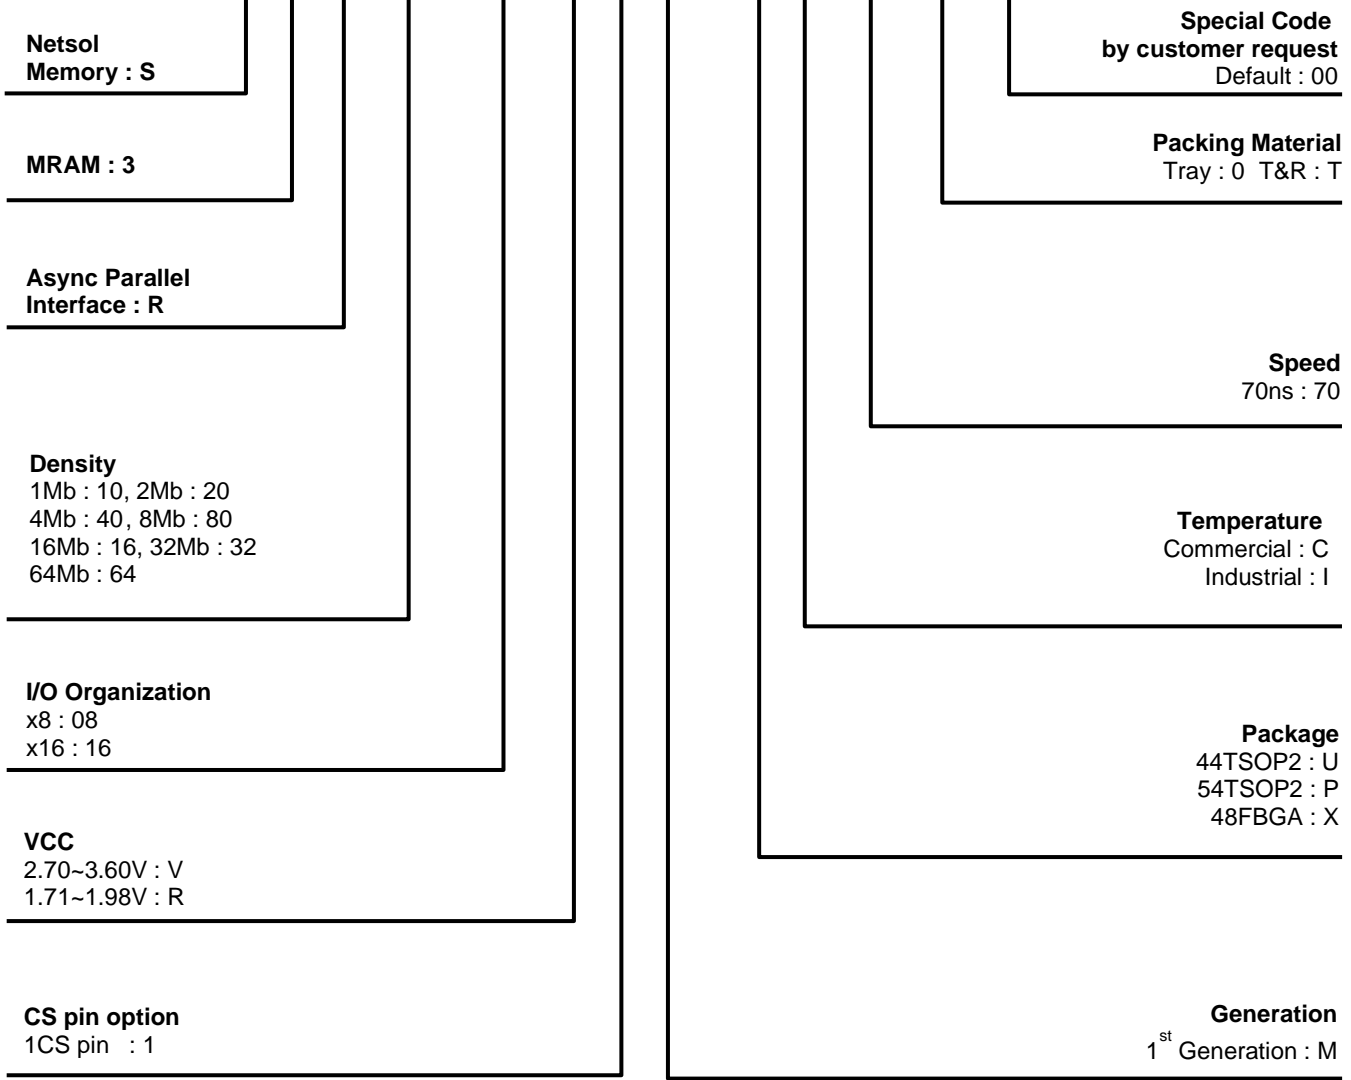 Netsol
Memory : S
MRAM : 3
Async Parallel
Interface : R
Density
1Mb : 10, 2Mb : 20
4Mb : 40, 8Mb : 80
16Mb : 16, 32Mb : 32
64Mb : 64
I/O Organization
x8 : 08
x16 : 16
VCC
2.70~3.60V : V
1.71~1.98V : R
CS pin option
1CS pin : 1
Special Code
by customer request
Default : 00
Packing Material
Tray : 0 T&R : T
Speed
70ns : 70
Temperature
Commercial : C
Industrial : I
Package
44TSOP2 : U
54TSOP2 : P
48FBGA : X
Generation
1st Generation : M